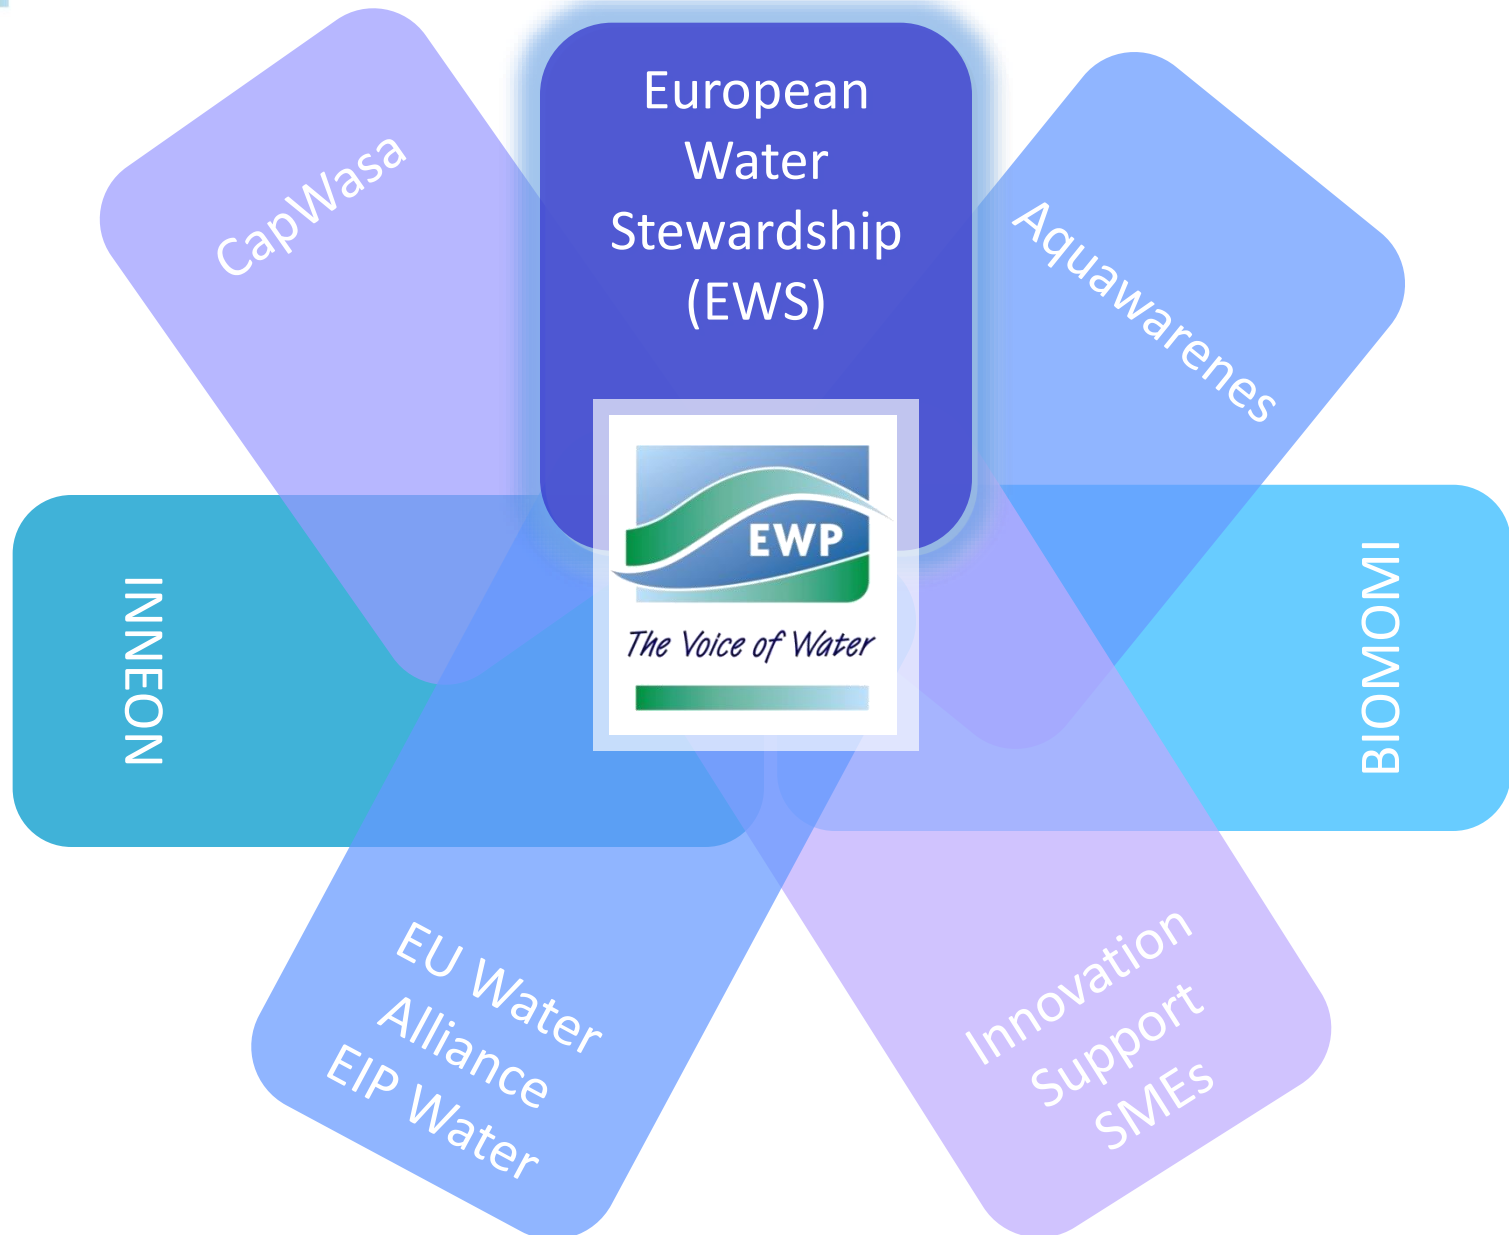 European
Water
Stewardship
(EWS)
CapWasa
Aquawarenes
INNEON
EWP
The Voice of Water
BIOMOMI
EU Water
Alliance
EIP Water
Innovation
Support
SMEs